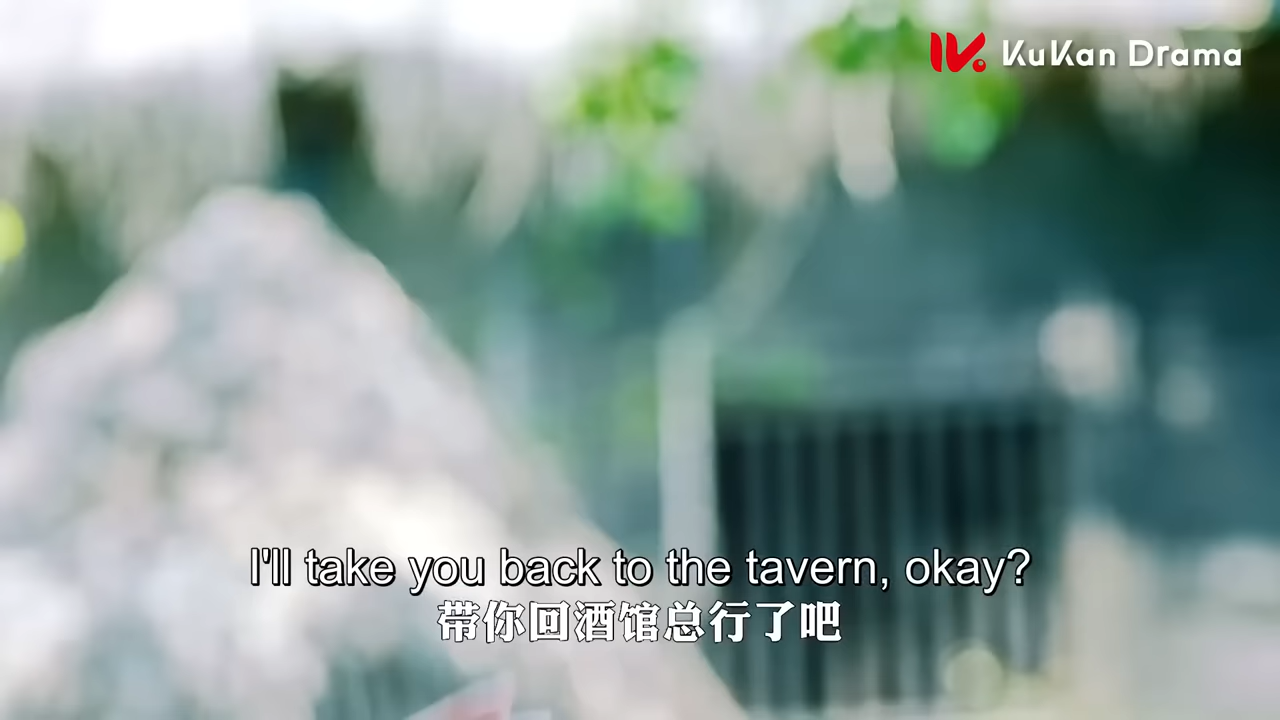 KuKan Drama
I'll take you back to the tavern, okay?
带你回酒馆总行了吧